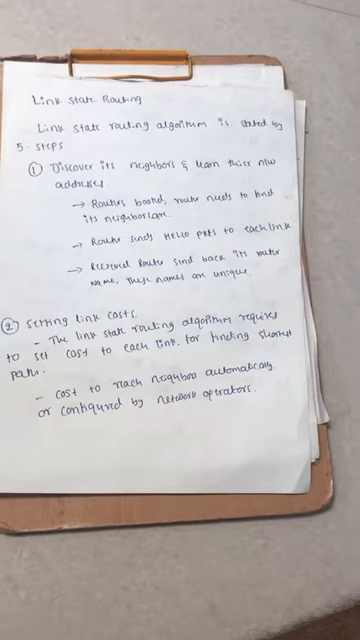 Link State Routing
Link state routing algorithm is stated by
5- steps
① Discover its neighbors & learn thier n/w
addresses.
→ Routers booted, router needs to find
its neighbors are.
→ Router sends HELLO pkts to each link
→ Received Router send back its router
name, these names are unique.
② Setting link costs.
- The link state routing algorithm requires
to set cost to each link. for finding shortest
path.
- cost to reach neighbors automatically.
or configured by network operators.